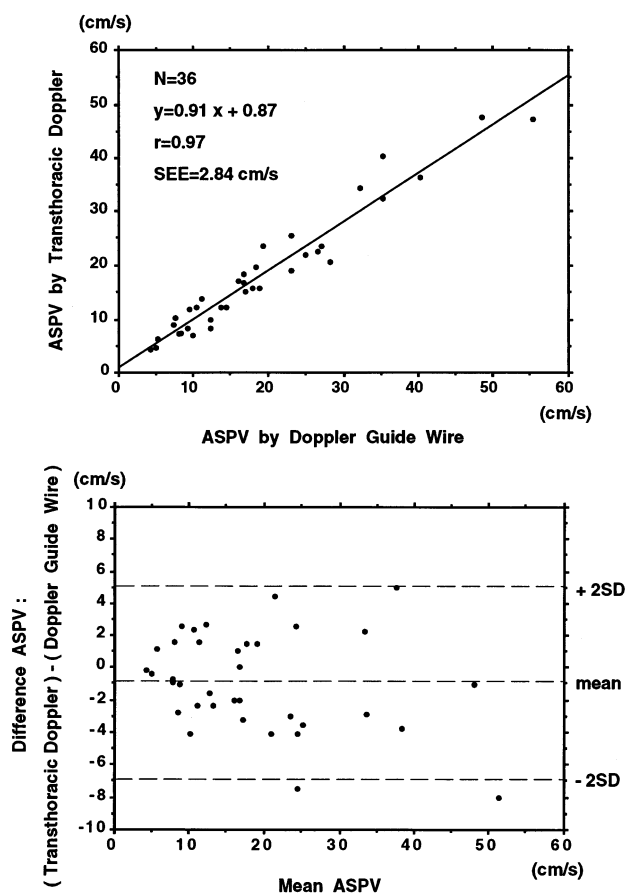 (cm/s)
60
50
40
30
20
10
0
ASPV by Transthoracic Doppler
N=36
y=0.91 x + 0.87
r=0.97
SEE=2.84 cm/s
0 10 20 30 40 50 60
(cm/s)
ASPV by Doppler Guide Wire
(cm/s)
Difference ASPV :
( Transthoracic Doppler ) - ( Doppler Guide Wire )
10
8
6
4
2
0
-2
-4
-6
-8
-10
+ 2SD
mean
- 2SD
0 10 20 30 40 50 60
(cm/s)
Mean ASPV